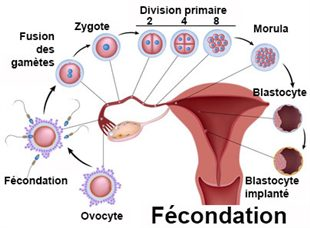 Division primaire
2 4 8
Zygote
Morula
Fusion
des
gamètes
Blastocyte
Fécondation
Blastocyte
implanté
Ovocyte
Fécondation